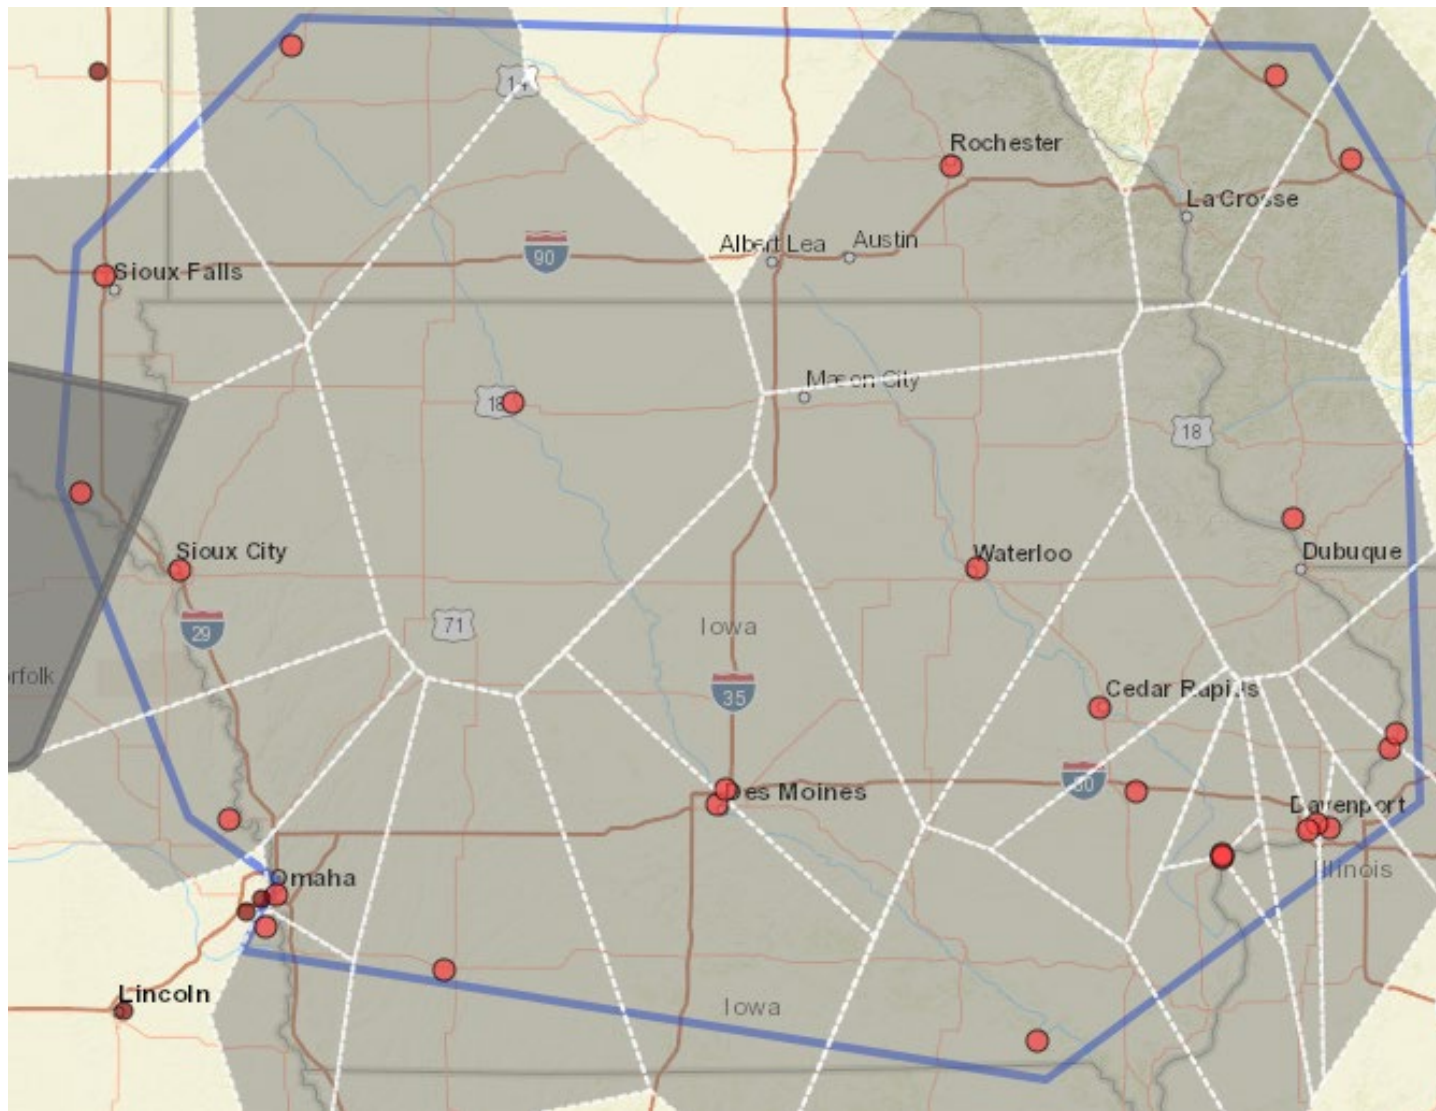 14
Rochester
La Crosse
Albert Lea
Austin
90
Sioux Falls
Mason City
18
18
Sioux City
Waterloo
Dubuque
29
71
Iowa
rfolk
35
Cedar Rapids
80
Des Moines
Davenport
Illinois
Omaha
Lincoln
Iowa